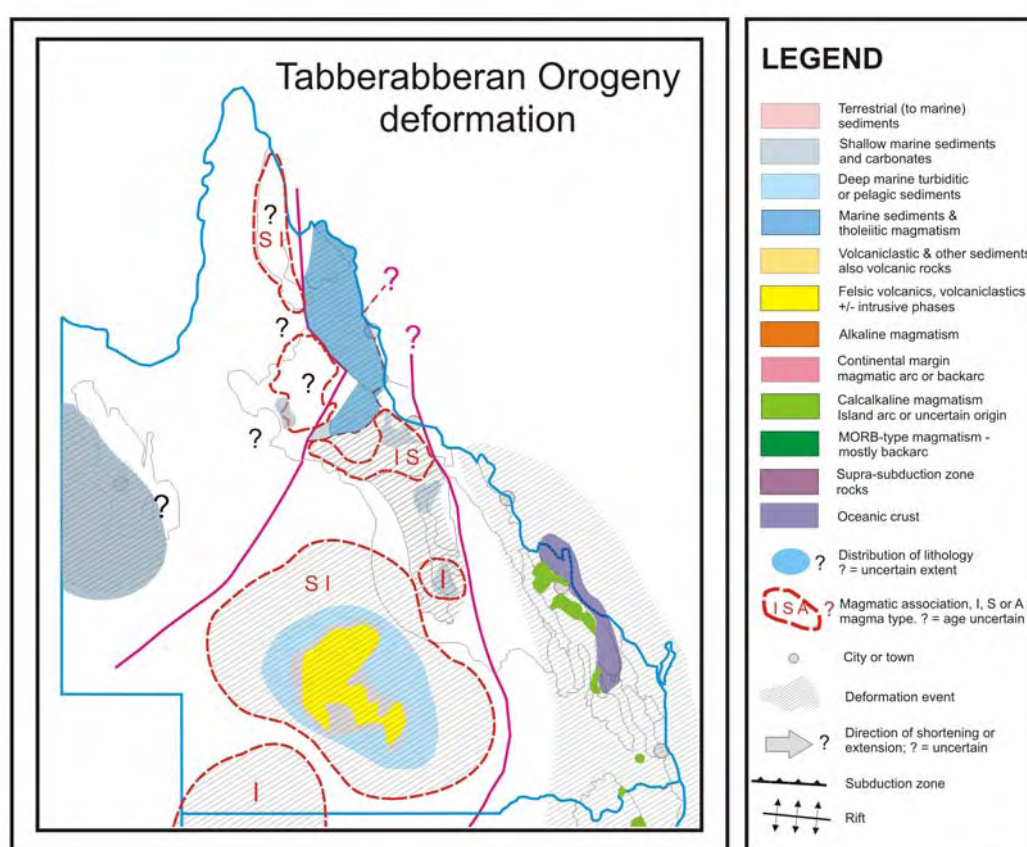 Tabberabberan Orogeny
deformation
?
S I
?
?
?
?
?
I S
?
S I
I
I
LEGEND
Terrestrial (to marine)
sediments
Shallow marine sediments
and carbonates
Deep marine turbiditic
or pelagic sediments
Marine sediments &
tholeiitic magmatism
Volcaniclastic & other sediments
also volcanic rocks
Felsic volcanics, volcaniclastics
+/- intrusive phases
Alkaline magmatism
Continental margin
magmatic arc or backarc
Calcalkaline magmatism
Island arc or uncertain origin
MORB-type magmatism -
mostly backarc
Supra-subduction zone
rocks
Oceanic crust
? Distribution of lithology
? = uncertain extent
I S A ? Magmatic association, I, S or A
magma type. ? = age uncertain
City or town
Deformation event
? Direction of shortening or
extension; ? = uncertain
Subduction zone
Rift